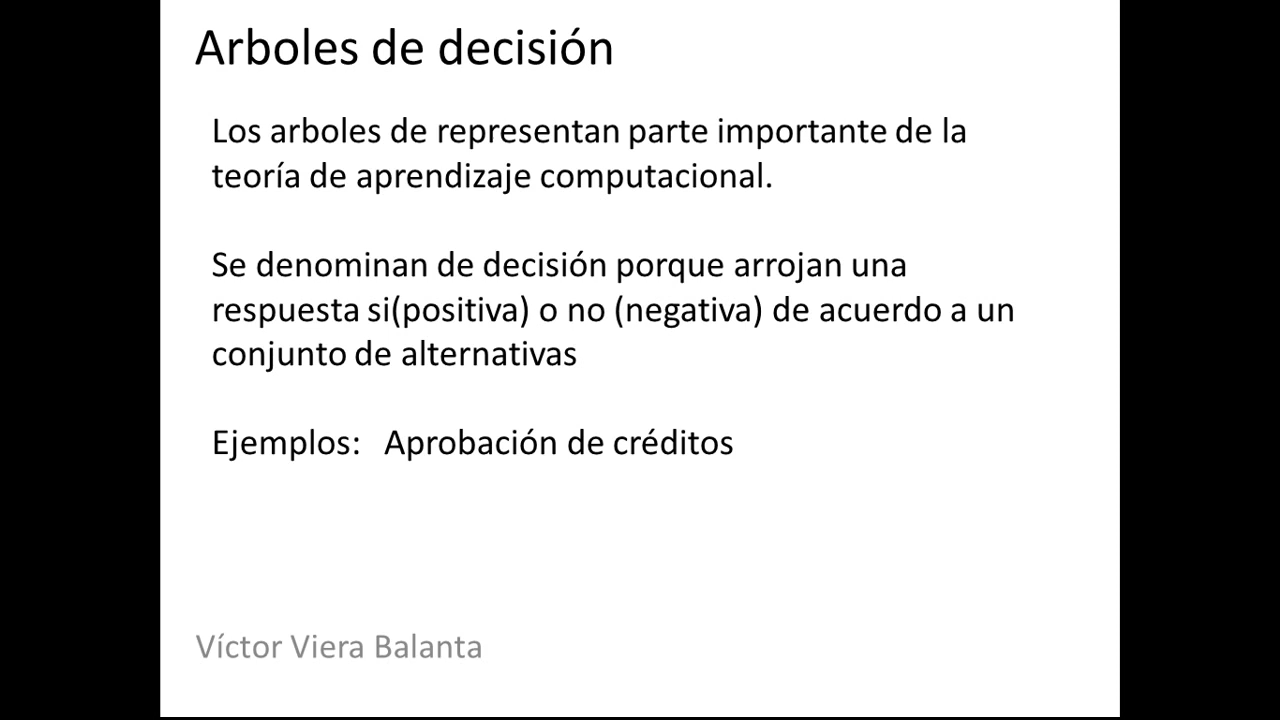 Arboles de decisión
Los arboles de representan parte importante de la
teoría de aprendizaje computacional.
Se denominan de decisión porque arrojan una
respuesta si(positiva) o no (negativa) de acuerdo a un
conjunto de alternativas
Ejemplos: Aprobación de créditos
Víctor Viera Balanta